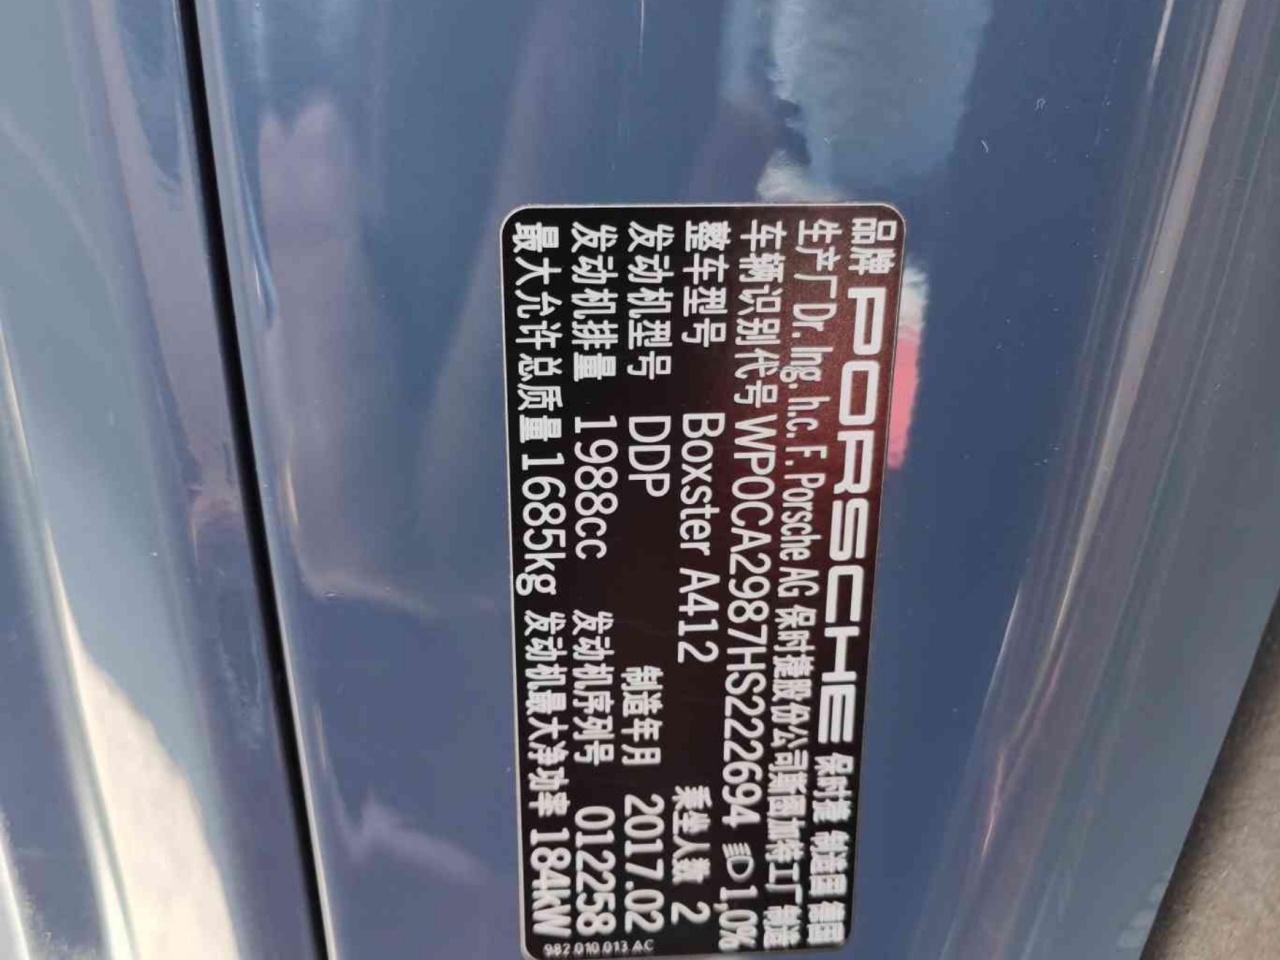 品牌 PORSCHE 保时捷 制造国 德国
生产厂 Dr. Ing. h.c. F. Porsche AG 保时捷股份公司斯图加特工厂 制造
车辆识别代号 WP0CA2987HS222694 1,0%
整车型号 Boxster A412 乘坐人数 2
发动机型号 DDP 制造年月 2017.02
发动机排量 1988cc 发动机序列号 012258
最大允许总质量 1685kg 发动机最大净功率 184kW
982.010.013.AC